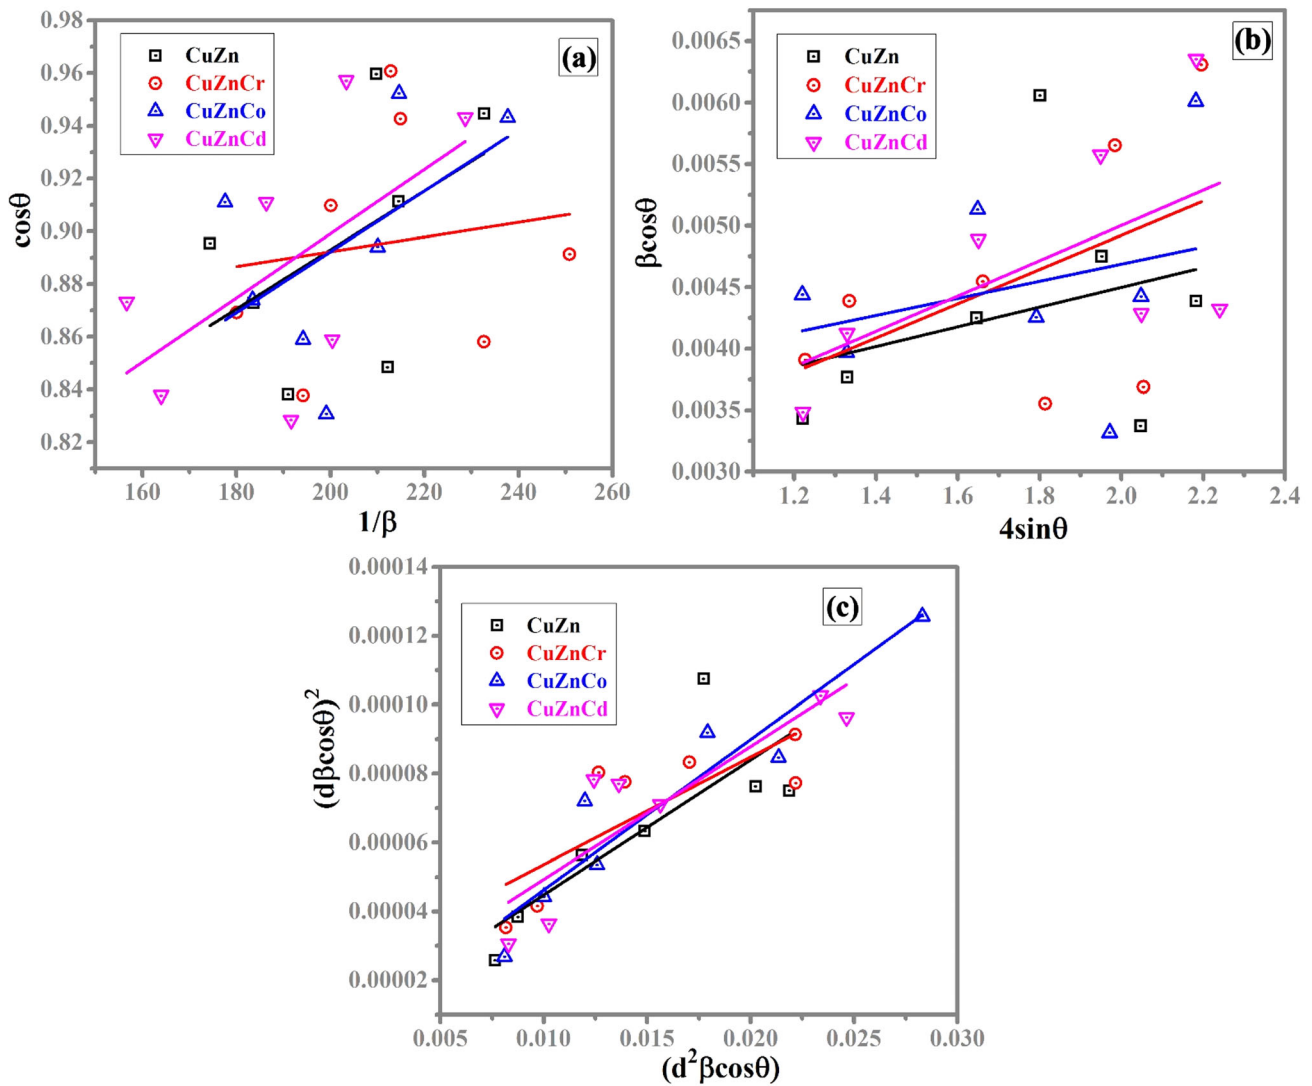 0.98
0.96
0.94
0.92
0.90
0.88
0.86
0.84
0.82
cosθ
CuZn
CuZnCr
CuZnCo
CuZnCd
(a)
160 180 200 220 240 260
1/β
0.0065
0.0060
0.0055
0.0050
0.0045
0.0040
0.0035
0.0030
βcosθ
CuZn
CuZnCr
CuZnCo
CuZnCd
(b)
1.2 1.4 1.6 1.8 2.0 2.2 2.4
4sinθ
0.00014
0.00012
0.00010
0.00008
0.00006
0.00004
0.00002
(dβcosθ)²
CuZn
CuZnCr
CuZnCo
CuZnCd
(c)
0.005 0.010 0.015 0.020 0.025 0.030
(d²βcosθ)